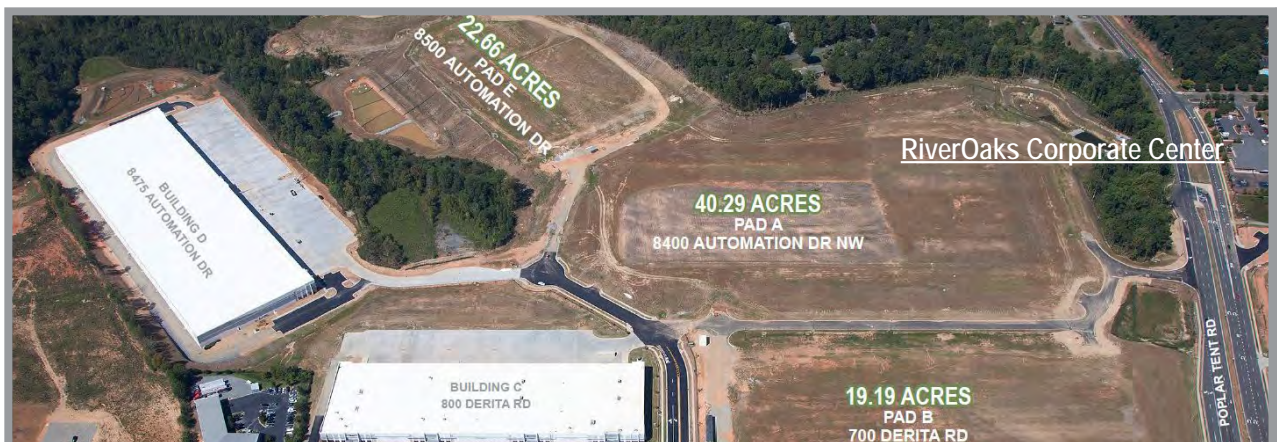 22.66 ACRES
PAD E
8500 AUTOMATION DR
RiverOaks Corporate Center
BUILDING D
8475 AUTOMATION DR
40.29 ACRES
PAD A
8400 AUTOMATION DR NW
POPLAR TENT RD
BUILDING C
800 DERITA RD
19.19 ACRES
PAD B
700 DERITA RD